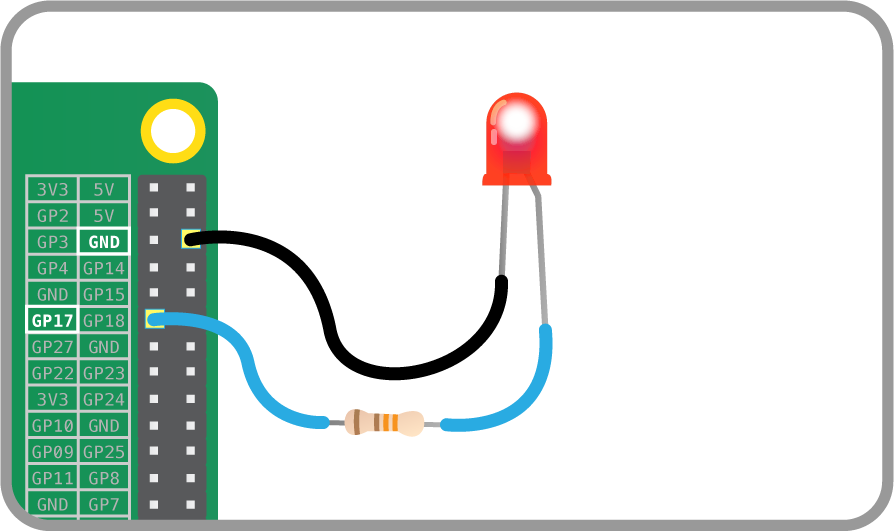 3V3 5V
GP2 5V
GP3 GND
GP4 GP14
GND GP15
GP17 GP18
GP27 GND
GP22 GP23
3V3 GP24
GP10 GND
GP09 GP25
GP11 GP8
GND GP7